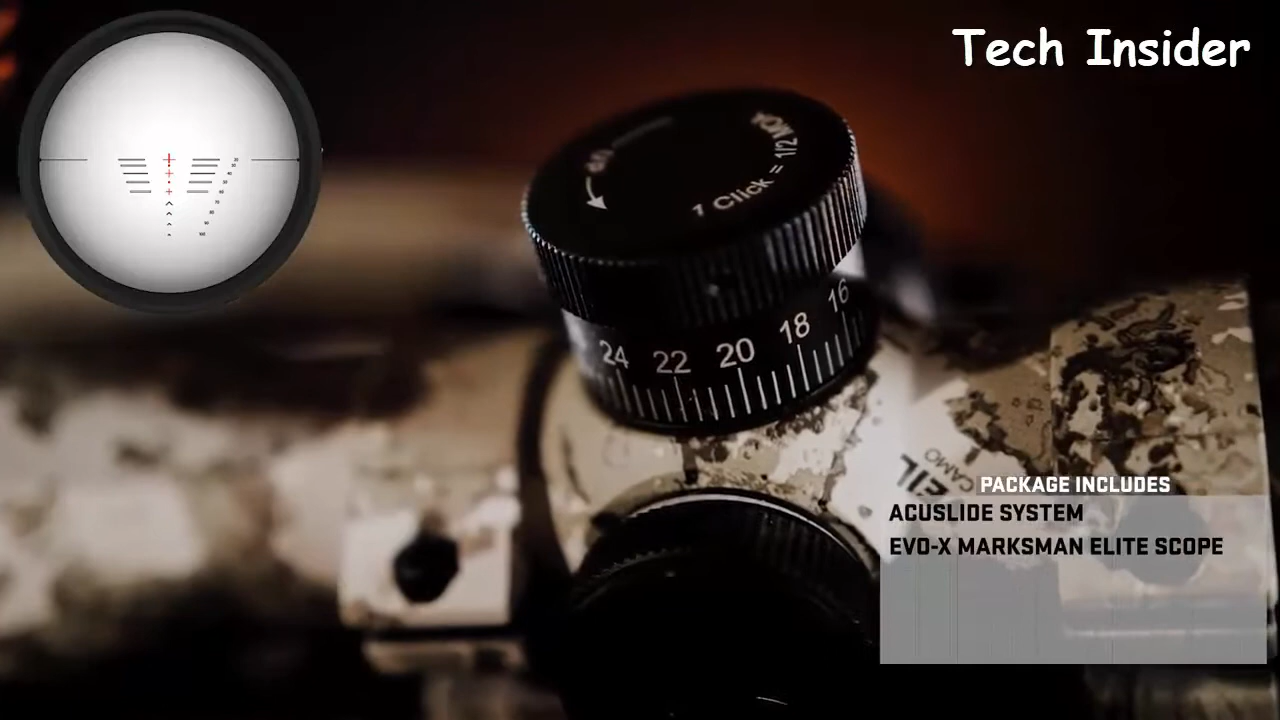 Tech Insider
1 Click = 1/2 MOA
24 22 20 18 16
CAMO
PACKAGE INCLUDES
ACUSLIDE SYSTEM
EVO-X MARKSMAN ELITE SCOPE